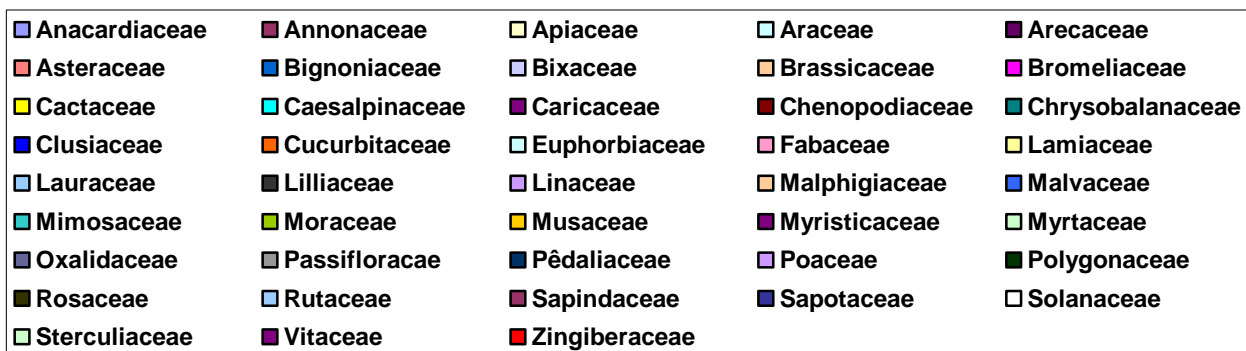 Anacardiaceae Annonaceae Apiaceae Araceae Arecaceae
Asteraceae Bignoniaceae Bixaceae Brassicaceae Bromeliaceae
Cactaceae Caesalpinaceae Caricaceae Chenopodiaceae Chrysobalanaceae
Clusiaceae Cucurbitaceae Euphorbiaceae Fabaceae Lamiaceae
Lauraceae Lilliaceae Linaceae Malphigiaceae Malvaceae
Mimosaceae Moraceae Musaceae Myristicaceae Myrtaceae
Oxalidaceae Passifloracae Pêdaliaceae Poaceae Polygonaceae
Rosaceae Rutaceae Sapindaceae Sapotaceae Solanaceae
Sterculiaceae Vitaceae Zingiberaceae